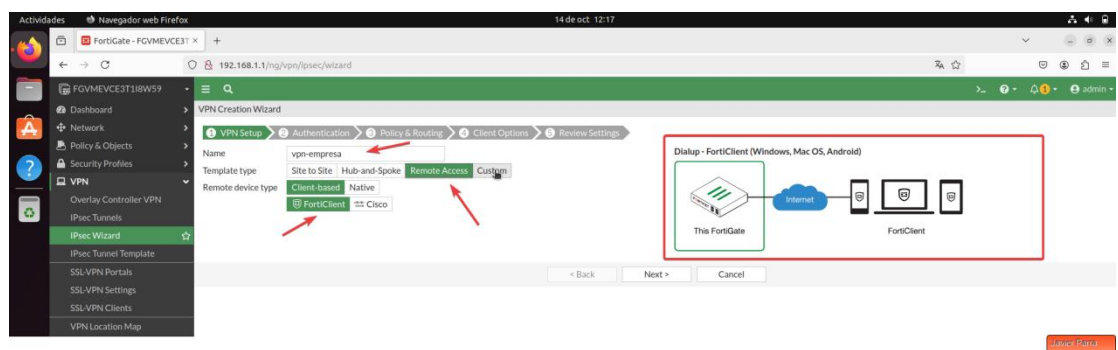 Actividades Navegador web Firefox 14 de oct 12:17
FortiGate - FGVMEVCE3T
192.168.1.1/ng/vpn/ipsec/wizard
FGVMEVCE3T1I8W59 admin
Dashboard VPN Creation Wizard
Network 1 VPN Setup 2 Authentication 3 Policy & Routing 4 Client Options 5 Review Settings
Policy & Objects
Security Profiles
VPN
Overlay Controller VPN
IPsec Tunnels
IPsec Wizard
IPsec Tunnel Template
SSL-VPN Portals
SSL-VPN Settings
SSL-VPN Clients
VPN Location Map
Name vpn-empresa
Template type Site to Site Hub-and-Spoke Remote Access Custom
Remote device type Client-based Native
FortiClient Cisco
Dialup - FortiClient (Windows, Mac OS, Android)
Internet
This FortiGate FortiClient
< Back Next > Cancel
Javier Parra